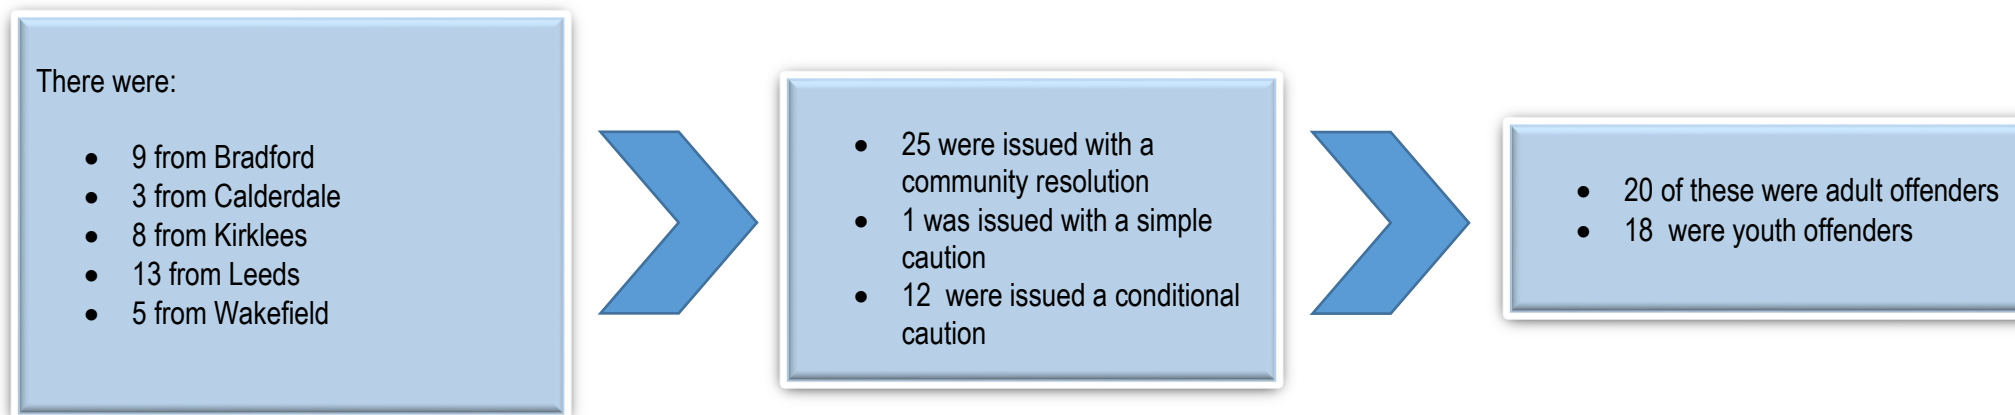 There were:
• 9 from Bradford
• 3 from Calderdale
• 8 from Kirklees
• 13 from Leeds
• 5 from Wakefield
• 25 were issued with a
community resolution
• 1 was issued with a simple
caution
• 12  were issued a conditional
caution
• 20 of these were adult offenders
• 18  were youth offenders